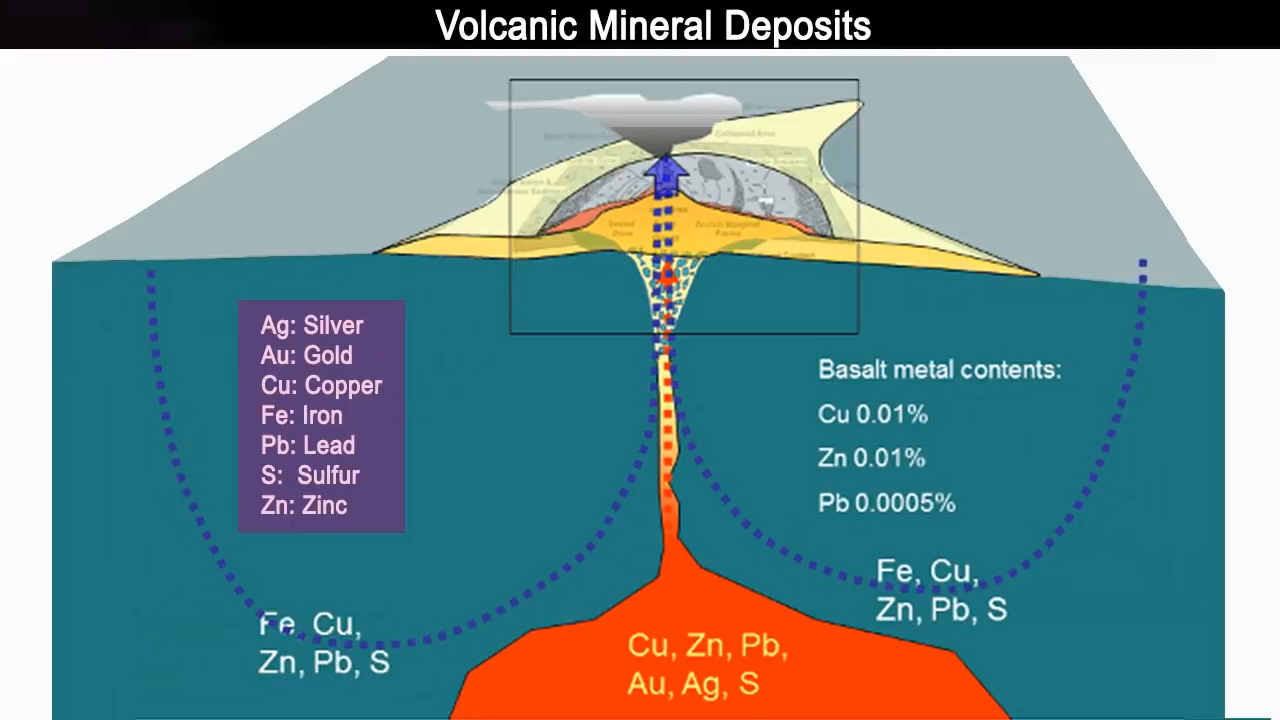 Volcanic Mineral Deposits
Collapsed Area
Ag: Silver
Au: Gold
Cu: Copper
Fe: Iron
Pb: Lead
S: Sulfur
Zn: Zinc
Basalt metal contents:
Cu 0.01%
Zn 0.01%
Pb 0.0005%
Fe, Cu,
Zn, Pb, S
Fe, Cu,
Zn, Pb, S
Cu, Zn, Pb,
Au, Ag, S